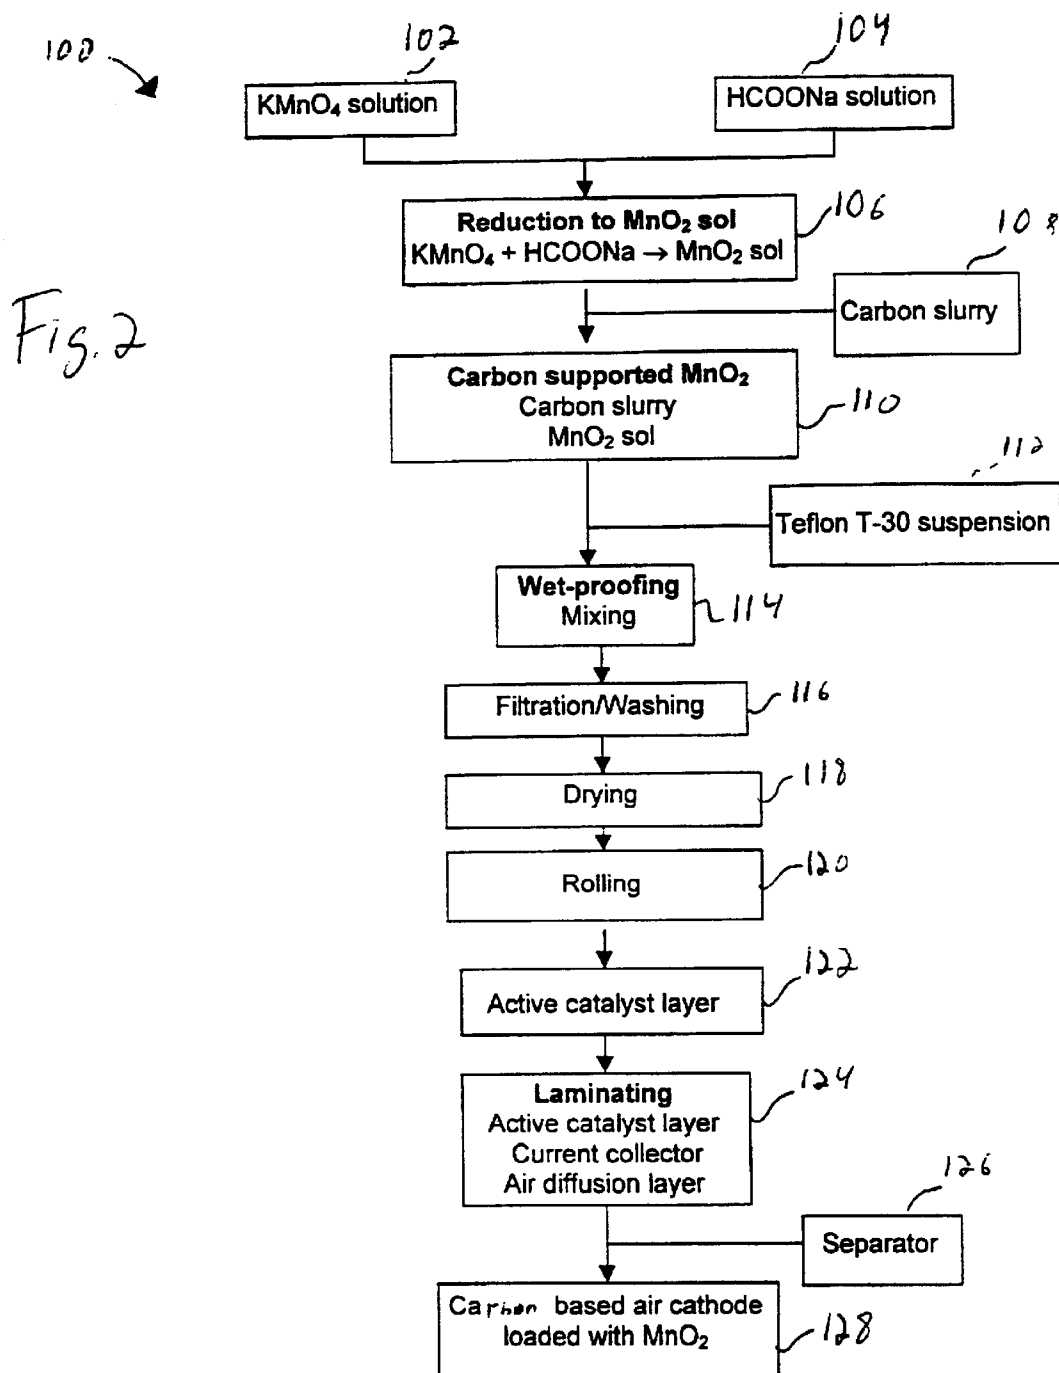 100
102
104
KMnO₄ solution
HCOONa solution
Reduction to MnO₂ sol
KMnO₄ + HCOONa → MnO₂ sol
106
108
Carbon slurry
Fig. 2
Carbon supported MnO₂
Carbon slurry
MnO₂ sol
110
112
Teflon T-30 suspension
Wet-proofing
Mixing
114
Filtration/Washing
116
Drying
118
Rolling
120
Active catalyst layer
122
Laminating
Active catalyst layer
Current collector
Air diffusion layer
124
126
Separator
Carbon based air cathode
loaded with MnO₂
128